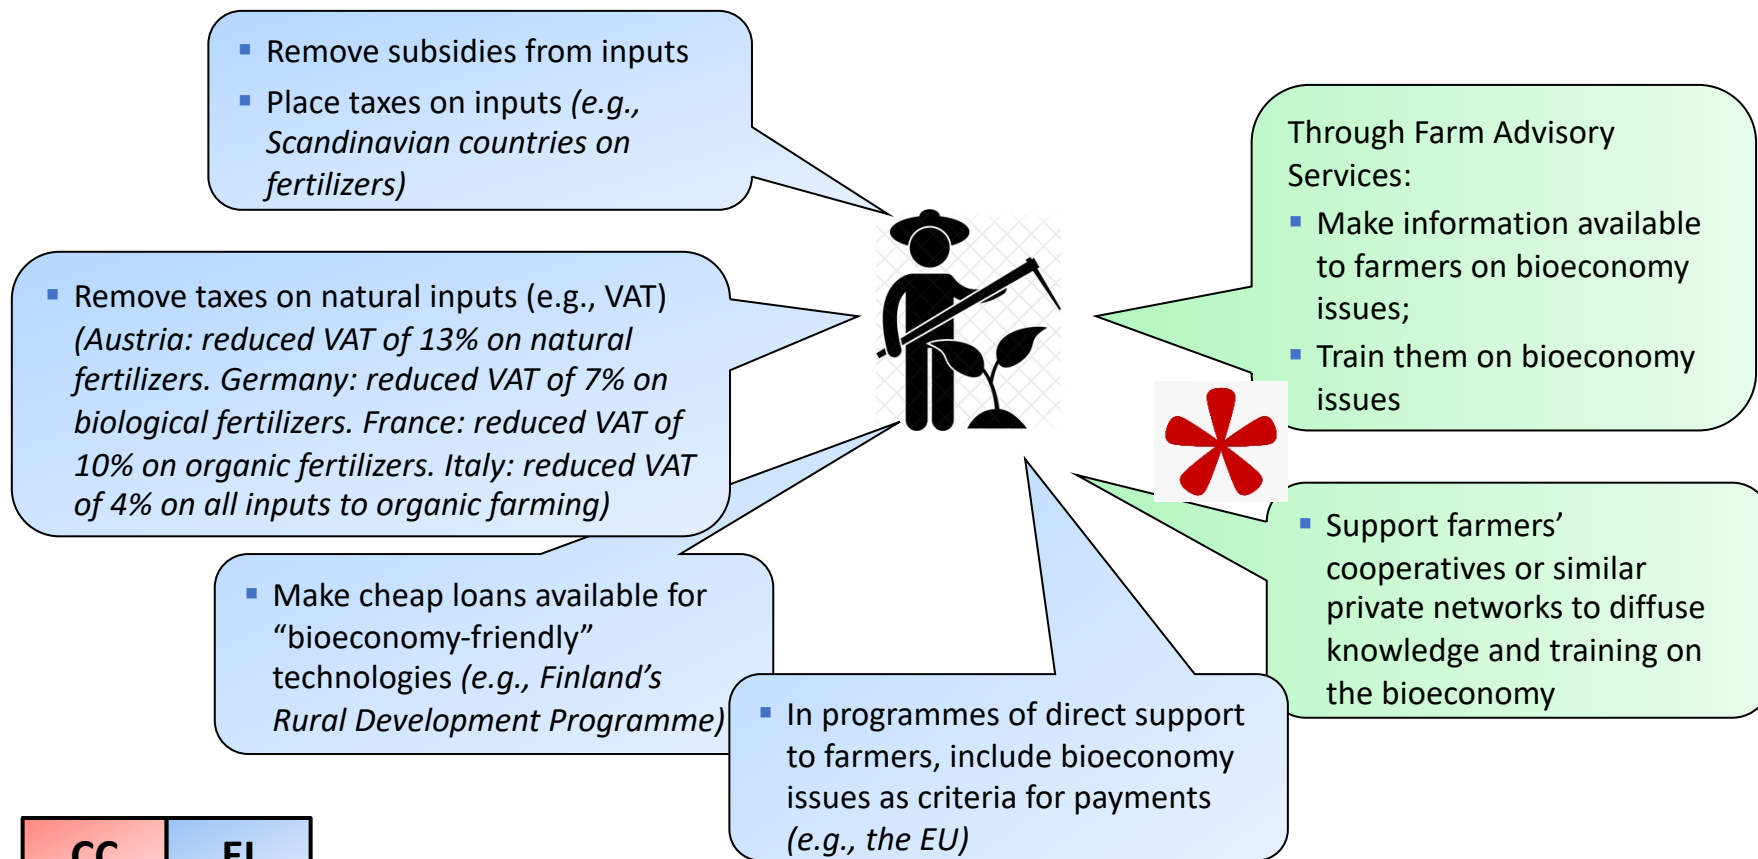 Remove subsidies from inputs
Place taxes on inputs (e.g.,
Scandinavian countries on
fertilizers)
Remove taxes on natural inputs (e.g., VAT)
(Austria: reduced VAT of 13% on natural
fertilizers. Germany: reduced VAT of 7% on
biological fertilizers. France: reduced VAT of
10% on organic fertilizers. Italy: reduced VAT
of 4% on all inputs to organic farming)
Make cheap loans available for
“bioeconomy-friendly”
technologies (e.g., Finland’s
Rural Development Programme)
In programmes of direct support
to farmers, include bioeconomy
issues as criteria for payments
(e.g., the EU)
Through Farm Advisory
Services:
Make information available
to farmers on bioeconomy
issues;
Train them on bioeconomy
issues
Support farmers’
cooperatives or similar
private networks to diffuse
knowledge and training on
the bioeconomy
CC